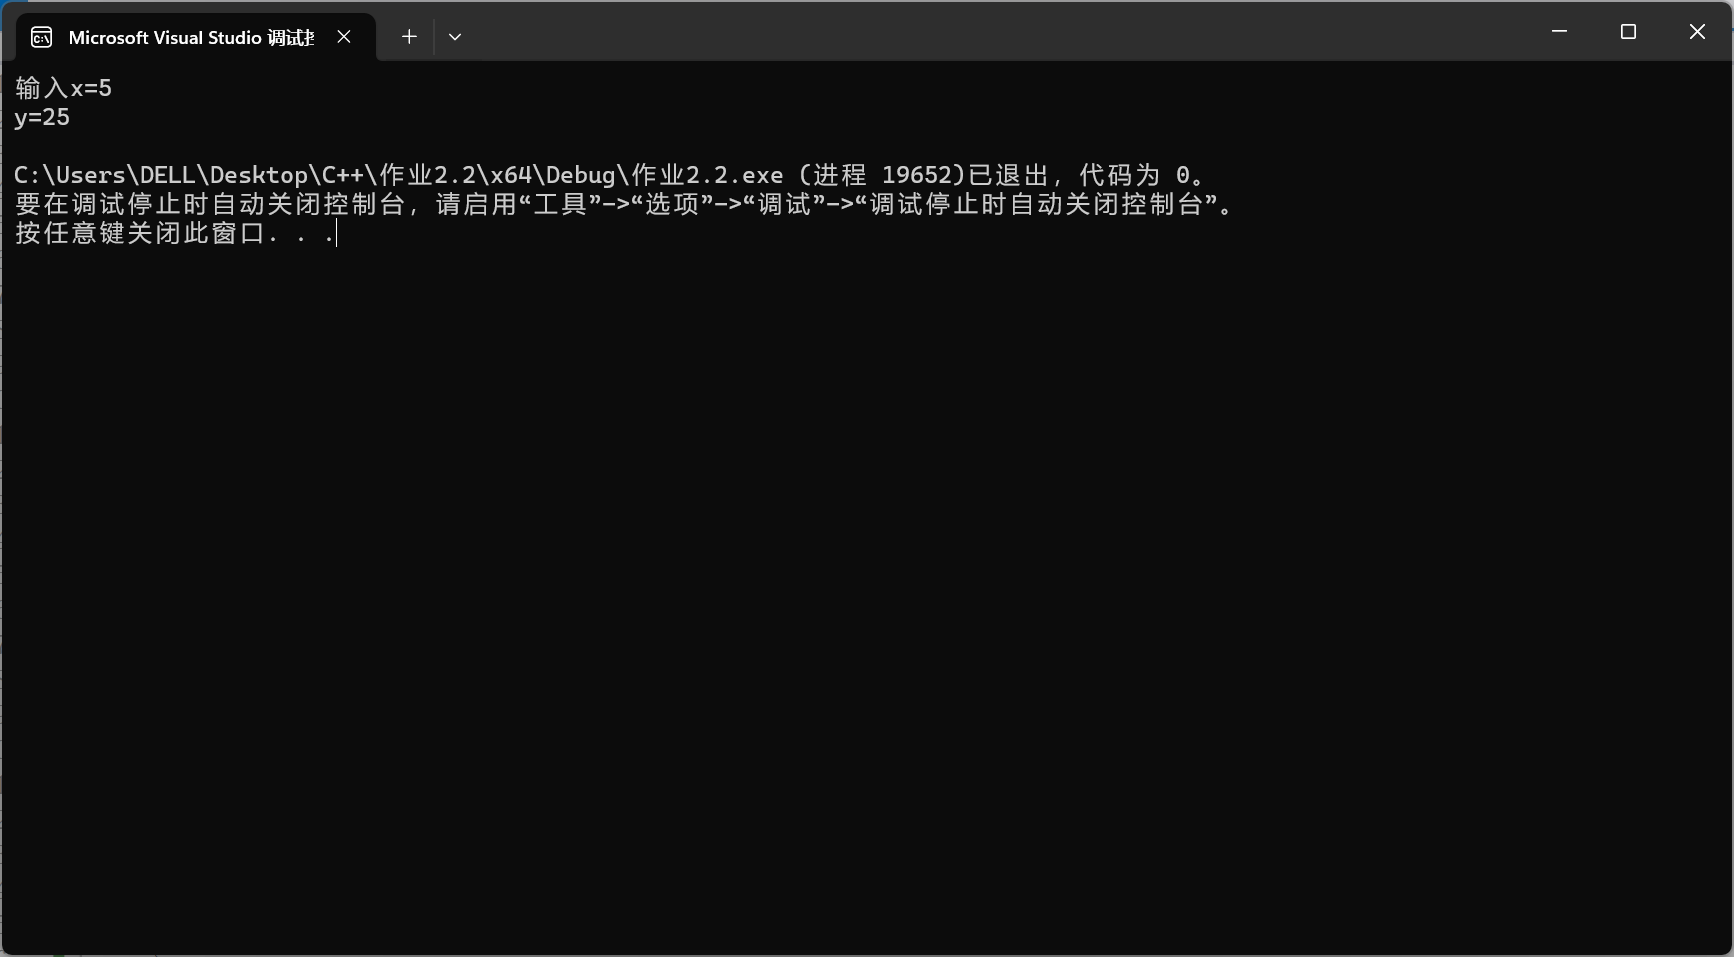 Microsoft Visual Studio 调试
输入x=5
y=25
C:\Users\DELL\Desktop\C++\作业2.2\x64\Debug\作业2.2.exe (进程 19652)已退出，代码为 0。
要在调试停止时自动关闭控制台，请启用“工具”->“选项”->“调试”->“调试停止时自动关闭控制台”。
按任意键关闭此窗口. . .